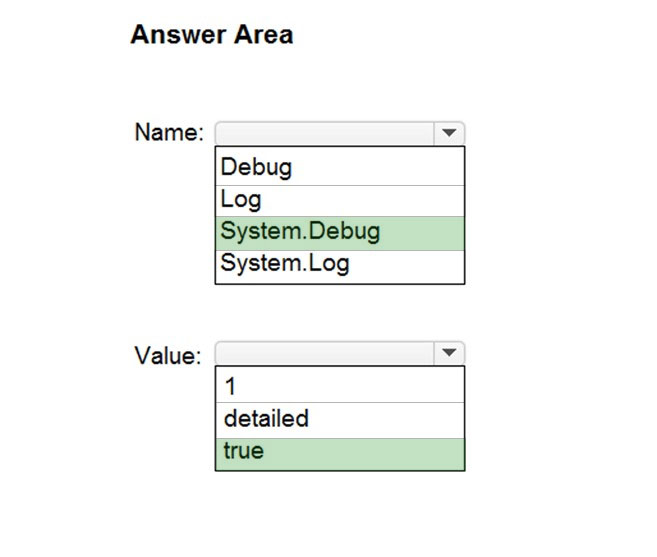 Answer Area
Name:
Debug
Log
System.Debug
System.Log
Value:
1
detailed
true